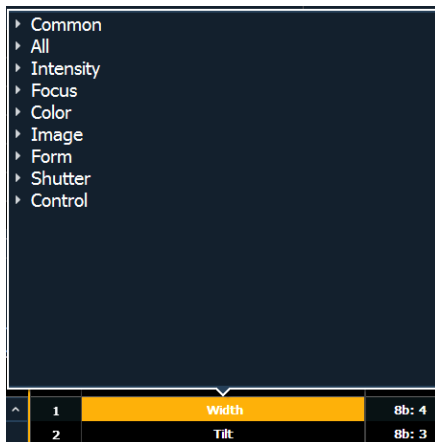 Common
All
Intensity
Focus
Color
Image
Form
Shutter
Control
1 Width 8b: 4
2 Tilt 8b: 3